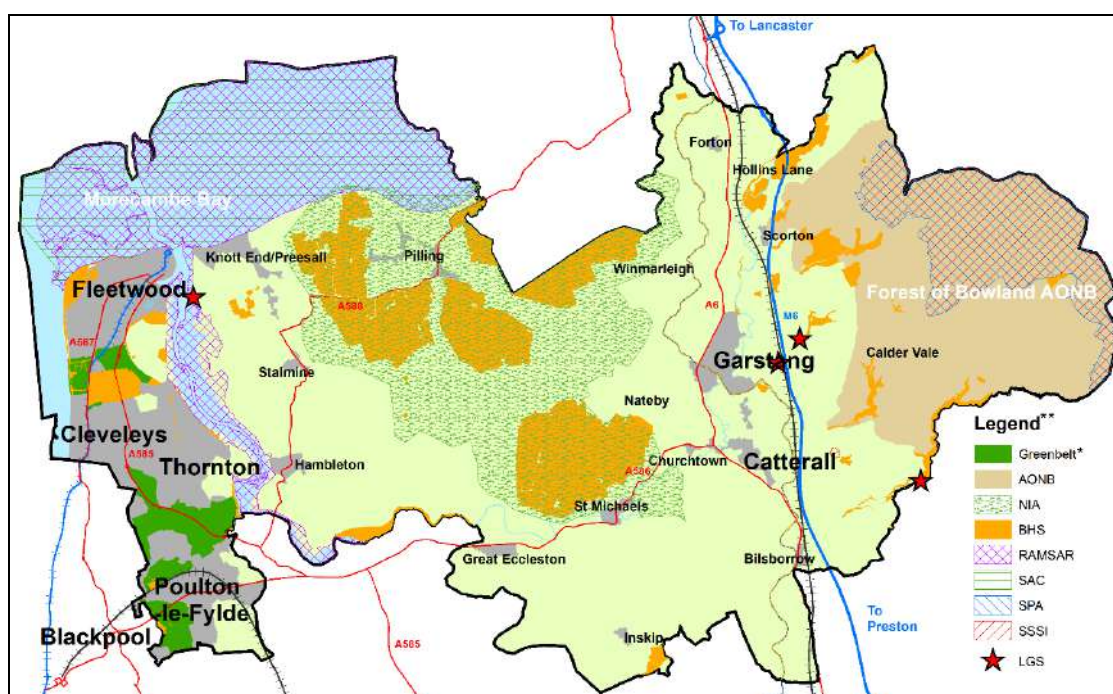 To Lancaster
Forton
Hollins Lane
Morecambe Bay
Scorton
Knott End/Preesall
Pilling
Winmarleigh
Fleetwood
A588
A6
M6
Forest of Bowland AONB
A587
Garstang
Calder Vale
Stalmine
Nateby
Cleveleys
A585
Thornton
Hambleton
A586
Churchtown
Catterall
St Michaels
Great Eccleston
Bilsborrow
Poulton
-le-Fylde
Blackpool
A585
Inskip
To
Preston
Legend**
Greenbelt*
AONB
NIA
BHS
RAMSAR
SAC
SPA
SSSI
LGS